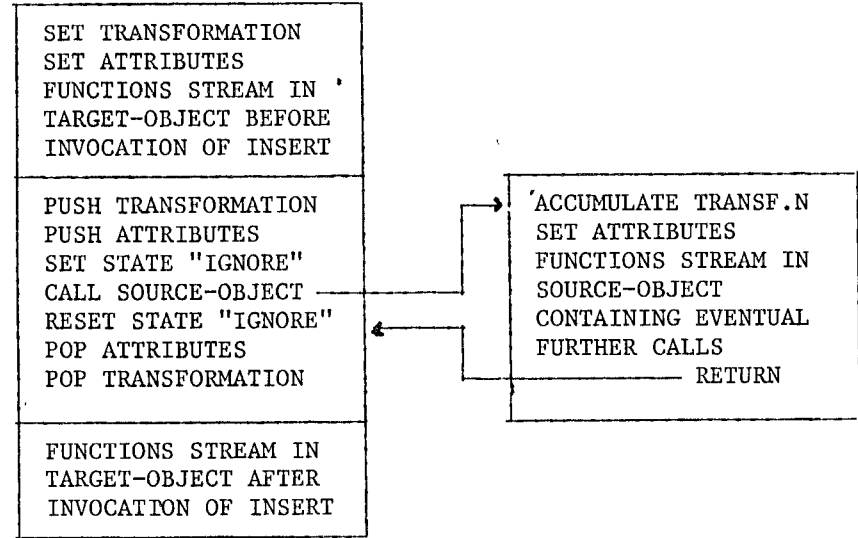 SET TRANSFORMATION
SET ATTRIBUTES
FUNCTIONS STREAM IN
TARGET-OBJECT BEFORE
INVOCATION OF INSERT
PUSH TRANSFORMATION
PUSH ATTRIBUTES
SET STATE "IGNORE"
CALL SOURCE-OBJECT
RESET STATE "IGNORE"
POP ATTRIBUTES
POP TRANSFORMATION
FUNCTIONS STREAM IN
TARGET-OBJECT AFTER
INVOCATION OF INSERT
ACCUMULATE TRANSF.N
SET ATTRIBUTES
FUNCTIONS STREAM IN
SOURCE-OBJECT
CONTAINING EVENTUAL
FURTHER CALLS
RETURN